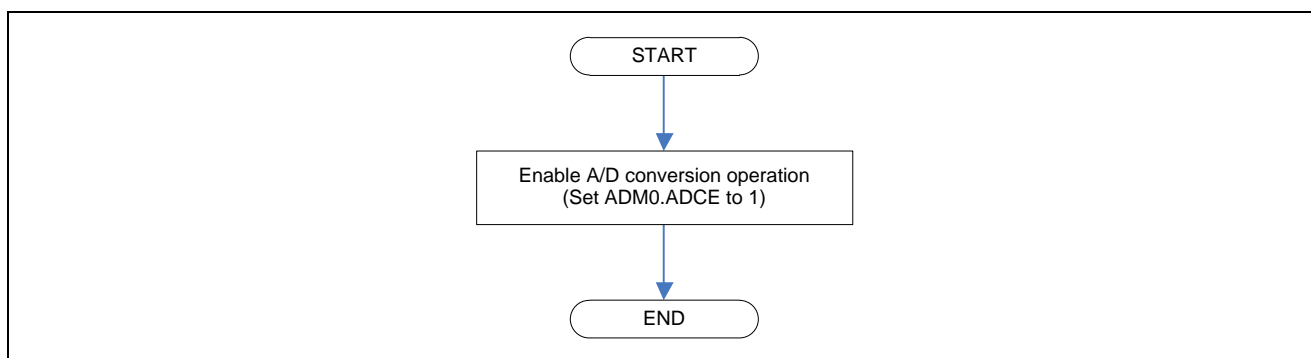 START
Enable A/D conversion operation
(Set ADM0.ADCE to 1)
END